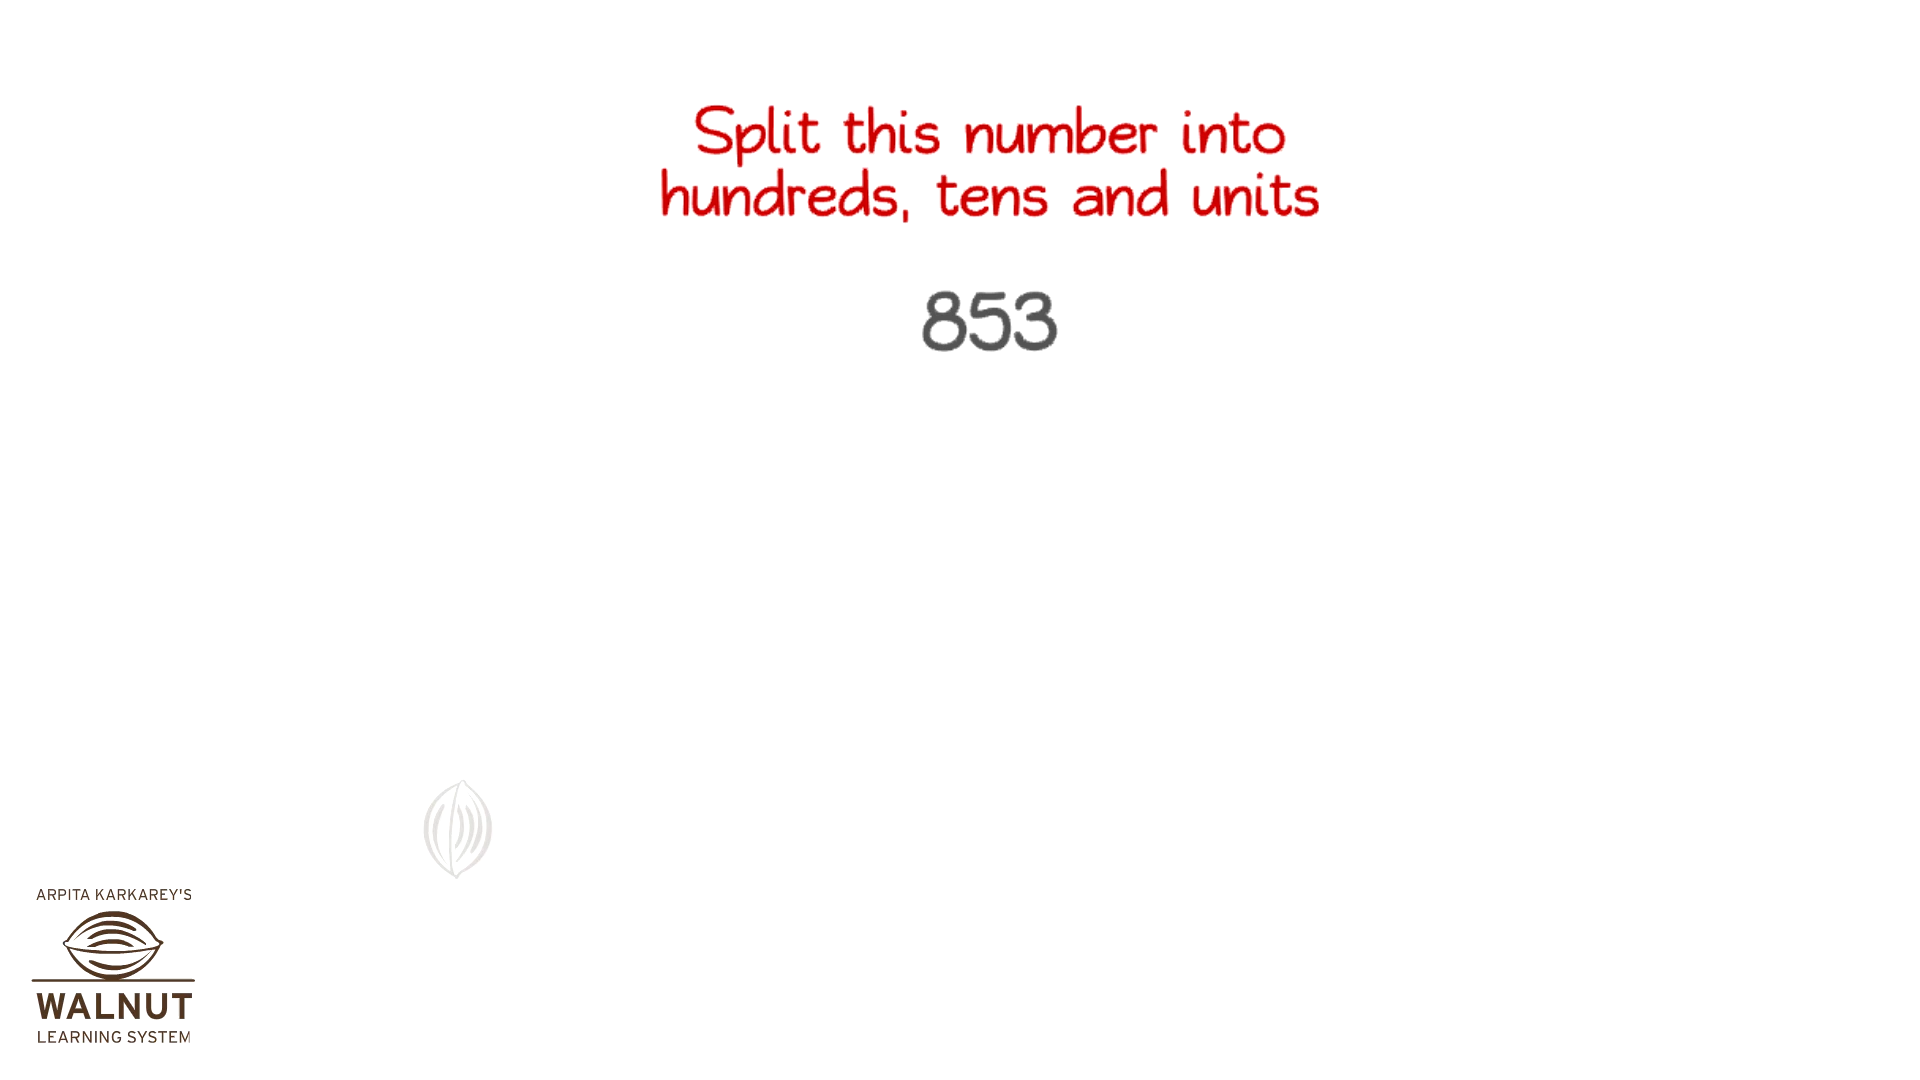 Split this number into
hundreds, tens and units
853
ARPITA KARKAREY'S
WALNUT
LEARNING SYSTEM